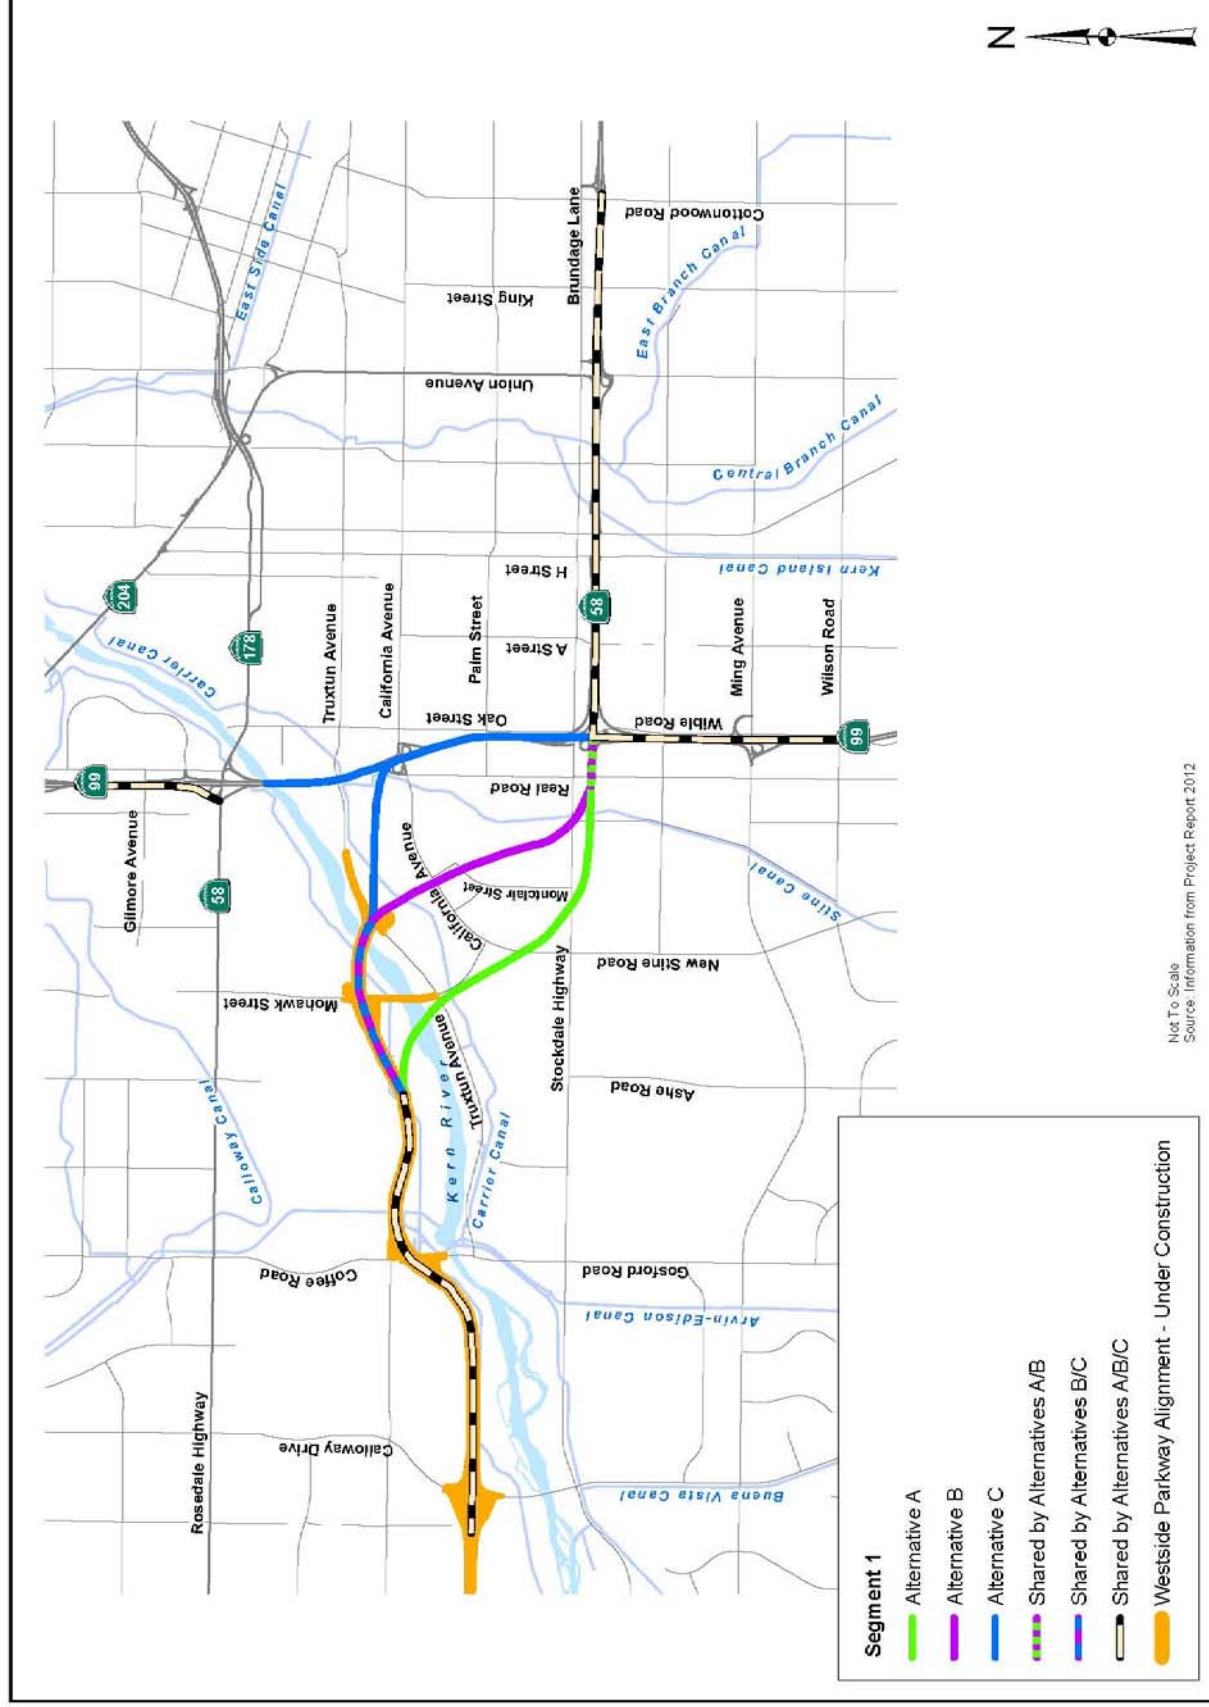 N
99
204
178
58
58
99
Gilmore Avenue
Rosedale Highway
Calloway Drive
Coffee Road
Mohawk Street
Calloway Canal
Carrier Canal
East Side Canal
Truxtun Avenue
California Avenue
Palm Street
Oak Street
Real Road
A Street
H Street
Union Avenue
King Street
Brundage Lane
Cottonwood Road
East Branch Canal
Central Branch Canal
Kern Island Canal
Ming Avenue
Wilson Road
Wible Road
Stine Canal
California Avenue
California
Montclair Street
New Stine Road
Stockdale Highway
Ashe Road
Truxtun Avenue
Kern River
Carrier Canal
Gosford Road
Arvin-Edison Canal
Buena Vista Canal
Segment 1
Alternative A
Alternative B
Alternative C
Shared by Alternatives A/B
Shared by Alternatives B/C
Shared by Alternatives A/B/C
Westside Parkway Alignment - Under Construction
Not To Scale
Source: Information from Project Report 2012